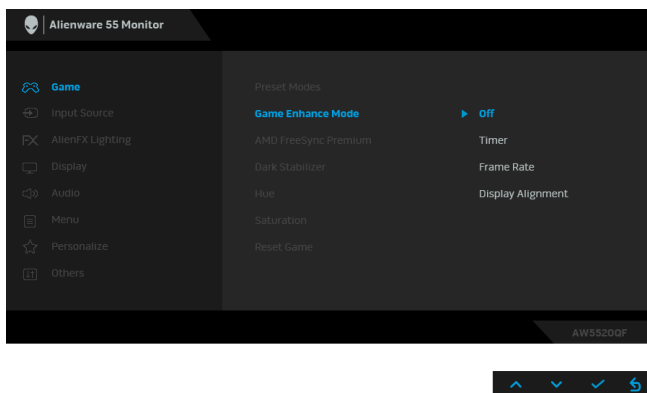 Alienware 55 Monitor
Game
Input Source
AlienFX Lighting
Display
Audio
Menu
Personalize
Others
Preset Modes
Game Enhance Mode
AMD FreeSync Premium
Dark Stabilizer
Hue
Saturation
Reset Game
Off
Timer
Frame Rate
Display Alignment
AW5520QF